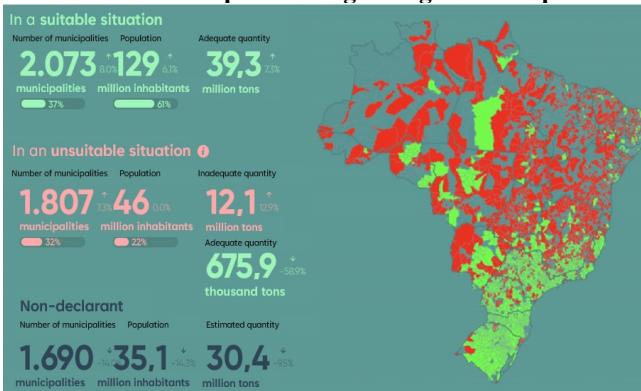 In a suitable situation
Number of municipalities Population Adequate quantity
2.073 ↑ 8.0% 129 ↑ 6,1% 39,3 ↑ 7.3%
municipalities million inhabitants million tons
37% 61%
In an unsuitable situation i
Number of municipalities Population Inadequate quantity
1.807 ↑ 7.3% 46 ↑ 0.0% 12,1 ↑ 12,9%
municipalities million inhabitants million tons
32% 22%
Adequate quantity
675,9 ↓ -58.9%
thousand tons
Non-declarant
Number of municipalities Population Estimated quantity
1.690 ↓ 35,1 ↓ -14,3% 30,4 ↓
municipalities million inhabitants million tons